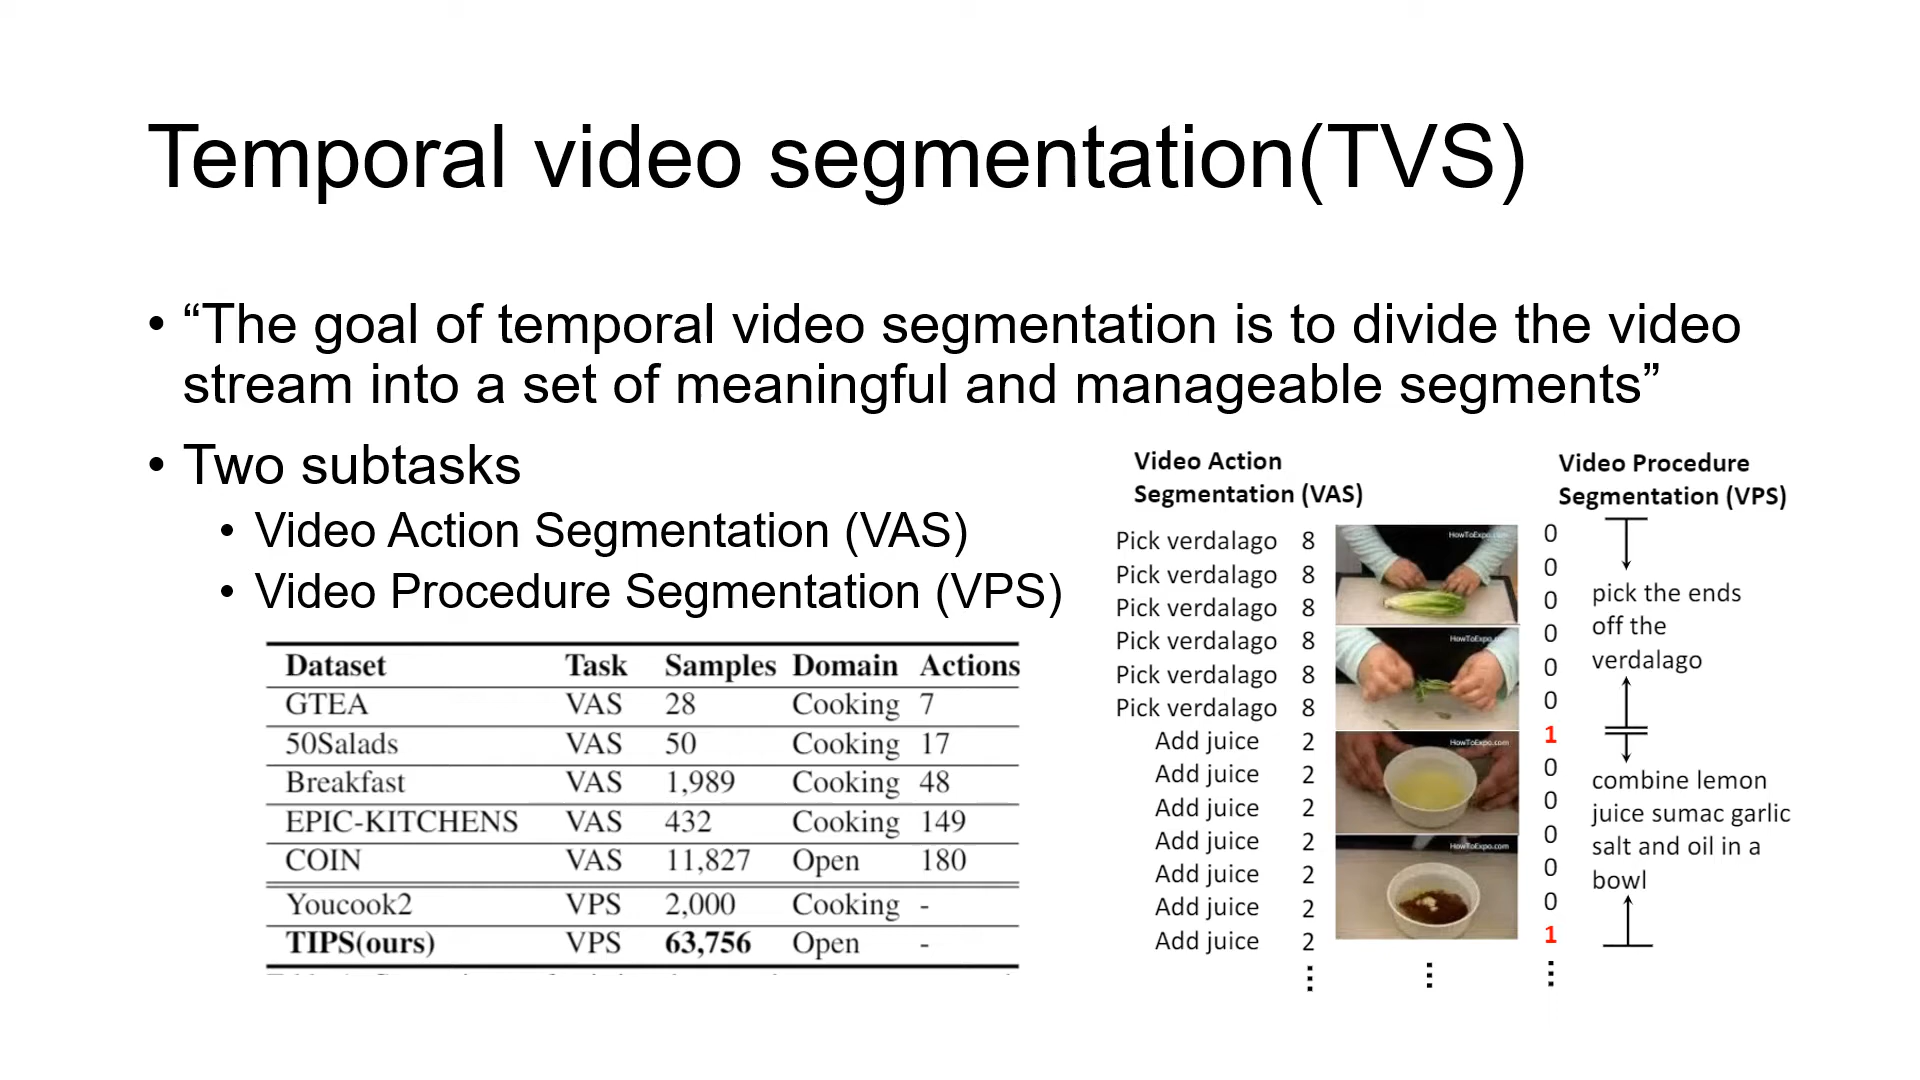 Temporal video segmentation(TVS)
• “The goal of temporal video segmentation is to divide the video
stream into a set of meaningful and manageable segments”
• Two subtasks
• Video Action Segmentation (VAS)
• Video Procedure Segmentation (VPS)
Dataset Task Samples Domain Actions
GTEA VAS 28 Cooking 7
50Salads VAS 50 Cooking 17
Breakfast VAS 1,989 Cooking 48
EPIC-KITCHENS VAS 432 Cooking 149
COIN VAS 11,827 Open 180
Youcook2 VPS 2,000 Cooking -
TIPS(ours) VPS 63,756 Open -
Video Action
Segmentation (VAS)
Pick verdalago 8
Pick verdalago 8
Pick verdalago 8
Pick verdalago 8
Pick verdalago 8
Pick verdalago 8
Add juice 2
Add juice 2
Add juice 2
Add juice 2
Add juice 2
Add juice 2
Add juice 2
HowToExpo.com
HowToExpo.com
HowToExpo.com
HowToExpo.com
Video Procedure
Segmentation (VPS)
0
0
0
0
0
0
1
0
0
0
0
0
1
pick the ends
off the
verdalago
combine lemon
juice sumac garlic
salt and oil in a
bowl